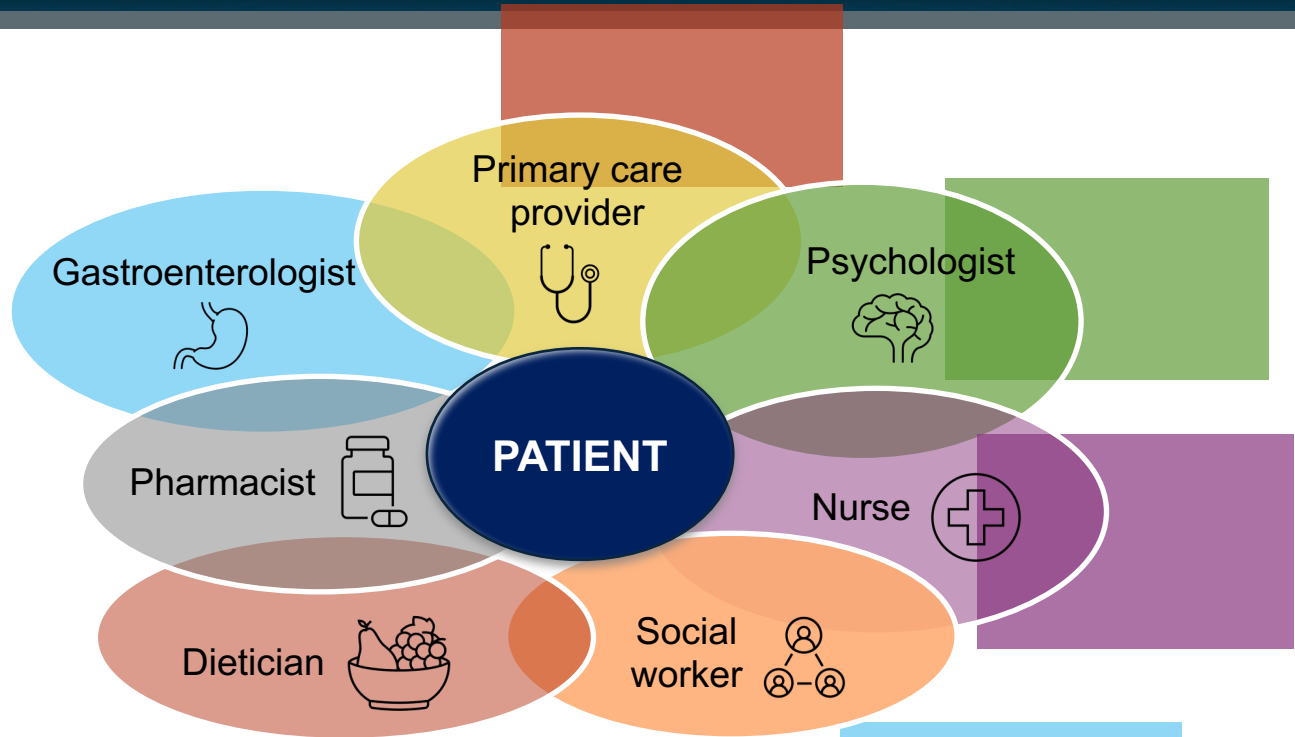 Primary care
provider
Gastroenterologist
Psychologist
PATIENT
Pharmacist
Nurse
Social
worker
Dietician